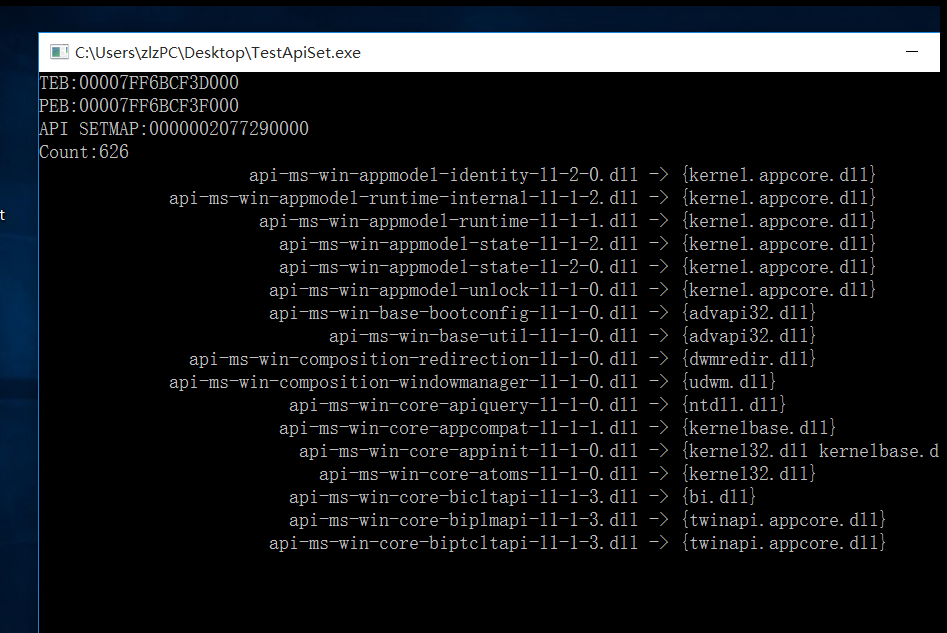 C:\Users\zlzPC\Desktop\TestApiSet.exe
TEB:00007FF6BCF3D000
PEB:00007FF6BCF3F000
API SETMAP:0000002077290000
Count:626
api-ms-win-appmodel-identity-l1-2-0.dll -> {kernel.appcore.dll}
api-ms-win-appmodel-runtime-internal-l1-1-2.dll -> {kernel.appcore.dll}
t
api-ms-win-appmodel-runtime-l1-1-1.dll -> {kernel.appcore.dll}
api-ms-win-appmodel-state-l1-1-2.dll -> {kernel.appcore.dll}
api-ms-win-appmodel-state-l1-2-0.dll -> {kernel.appcore.dll}
api-ms-win-appmodel-unlock-l1-1-0.dll -> {kernel.appcore.dll}
api-ms-win-base-bootconfig-l1-1-0.dll -> {advapi32.dll}
api-ms-win-base-util-l1-1-0.dll -> {advapi32.dll}
api-ms-win-composition-redirection-l1-1-0.dll -> {dwmredir.dll}
api-ms-win-composition-windowmanager-l1-1-0.dll -> {udwm.dll}
api-ms-win-core-apiquery-l1-1-0.dll -> {ntdll.dll}
api-ms-win-core-appcompat-l1-1-1.dll -> {kernelbase.dll}
api-ms-win-core-appinit-l1-1-0.dll -> {kernel32.dll kernelbase.d
api-ms-win-core-atoms-l1-1-0.dll -> {kernel32.dll}
api-ms-win-core-bicltapi-l1-1-3.dll -> {bi.dll}
api-ms-win-core-biplmapi-l1-1-3.dll -> {twinapi.appcore.dll}
api-ms-win-core-biptcltapi-l1-1-3.dll -> {twinapi.appcore.dll}